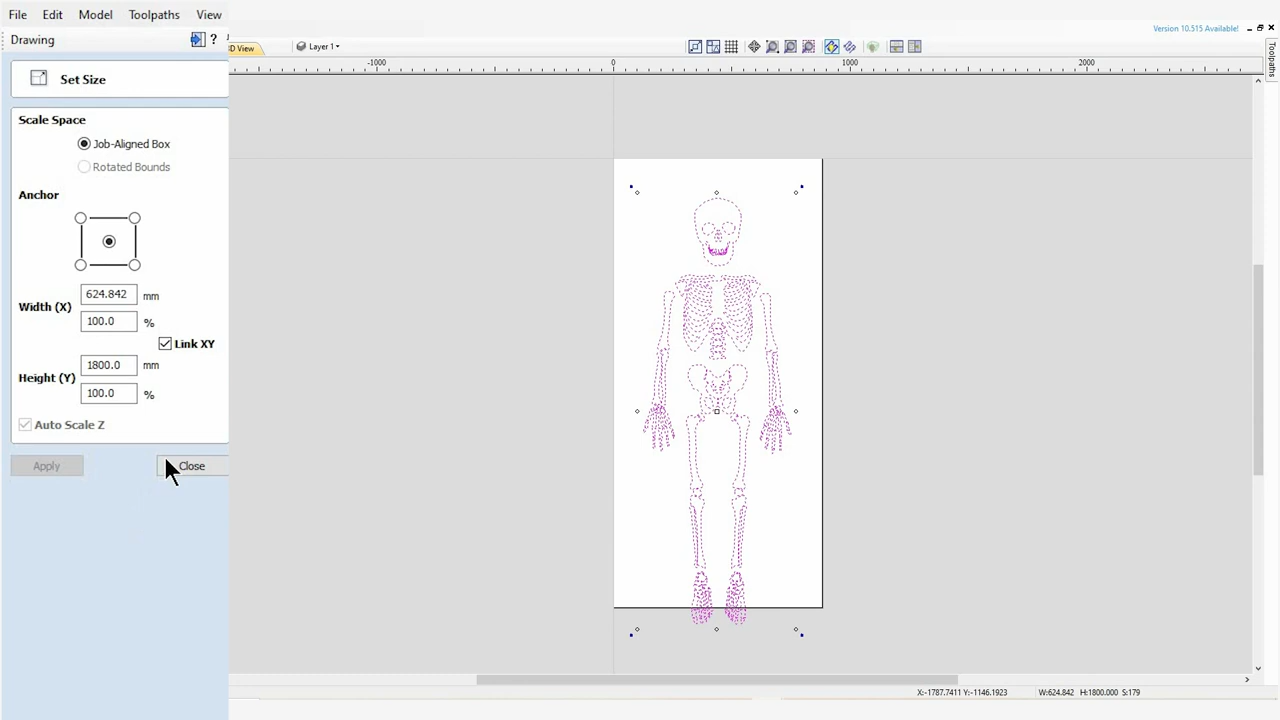 File Edit Model Toolpaths View
Version 10.515 Available!
Drawing ?
D View Layer 1
Toolpaths
-1000 0 1000 2000
Set Size
Scale Space
Job-Aligned Box
Rotated Bounds
Anchor
624.842 mm
Width (X)
100.0 %
Link XY
1800.0 mm
Height (Y)
100.0 %
Auto Scale Z
Apply Close
X:-1787.7411 Y:-1146.1923 W:624.842 H:1800.000 S:179